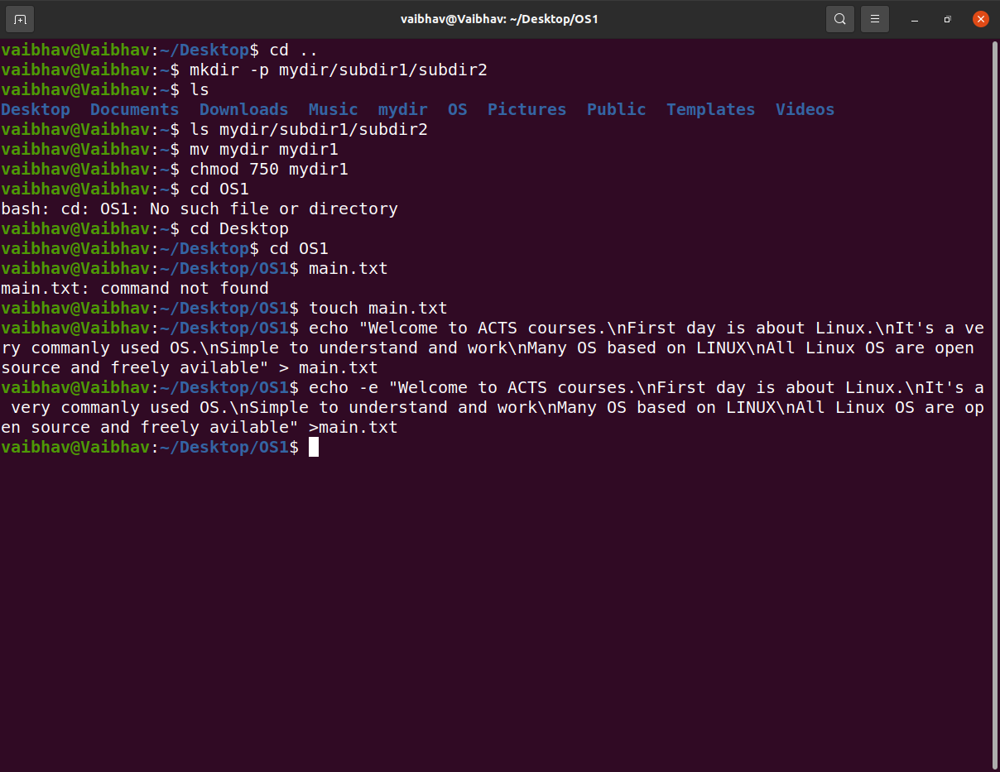 vaibhav@Vaibhav: ~/Desktop/OS1
vaibhav@Vaibhav:~/Desktop$ cd ..
vaibhav@Vaibhav:~$ mkdir -p mydir/subdir1/subdir2
vaibhav@Vaibhav:~$ ls
Desktop  Documents  Downloads  Music  mydir  OS  Pictures  Public  Templates  Videos
vaibhav@Vaibhav:~$ ls mydir/subdir1/subdir2
vaibhav@Vaibhav:~$ mv mydir mydir1
vaibhav@Vaibhav:~$ chmod 750 mydir1
vaibhav@Vaibhav:~$ cd OS1
bash: cd: OS1: No such file or directory
vaibhav@Vaibhav:~$ cd Desktop
vaibhav@Vaibhav:~/Desktop$ cd OS1
vaibhav@Vaibhav:~/Desktop/OS1$ main.txt
main.txt: command not found
vaibhav@Vaibhav:~/Desktop/OS1$ touch main.txt
vaibhav@Vaibhav:~/Desktop/OS1$ echo "Welcome to ACTS courses.\nFirst day is about Linux.\nIt's a ve
ry commanly used OS.\nSimple to understand and work\nMany OS based on LINUX\nAll Linux OS are open
source and freely avilable" > main.txt
vaibhav@Vaibhav:~/Desktop/OS1$ echo -e "Welcome to ACTS courses.\nFirst day is about Linux.\nIt's a
 very commanly used OS.\nSimple to understand and work\nMany OS based on LINUX\nAll Linux OS are op
en source and freely avilable" >main.txt
vaibhav@Vaibhav:~/Desktop/OS1$